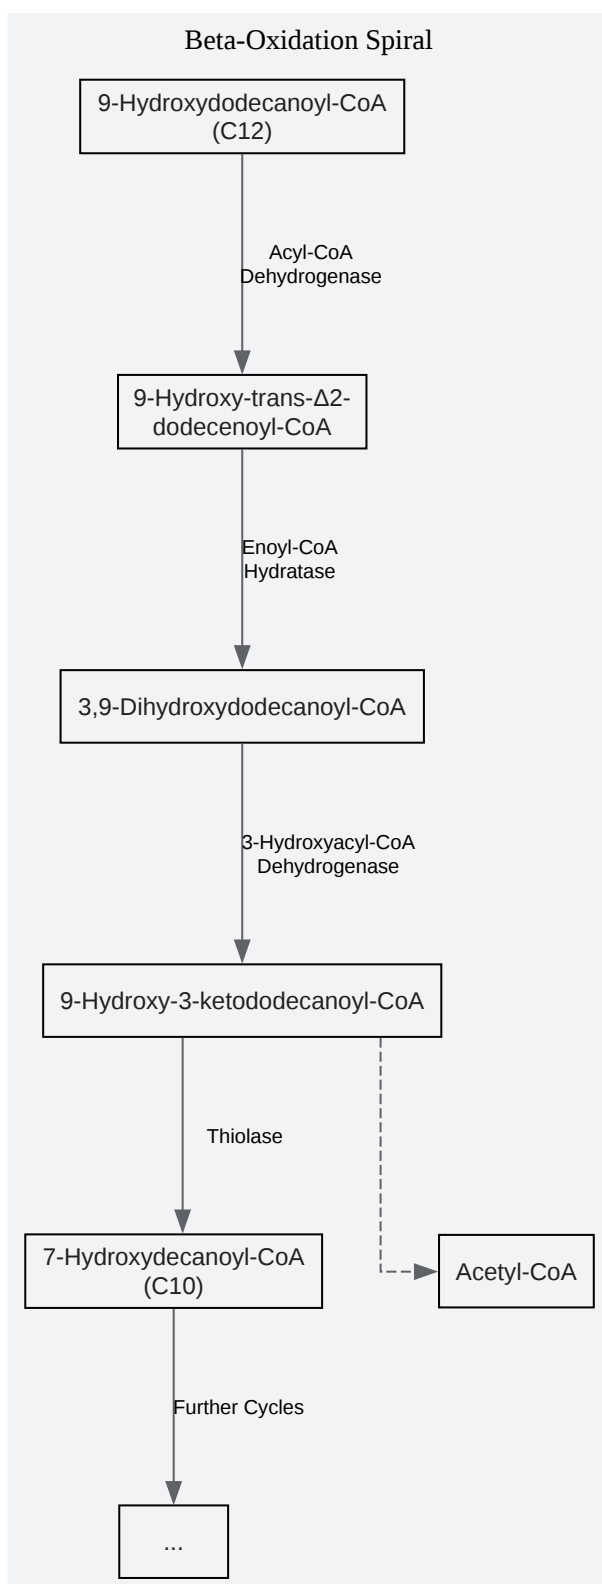 Beta-Oxidation Spiral
9-Hydroxydodecanoyl-CoA
(C12)
Acyl-CoA
Dehydrogenase
9-Hydroxy-trans-Δ2-
dodecenoyl-CoA
Enoyl-CoA
Hydratase
3,9-Dihydroxydodecanoyl-CoA
3-Hydroxyacyl-CoA
Dehydrogenase
9-Hydroxy-3-ketododecanoyl-CoA
Thiolase
7-Hydroxydecanoyl-CoA
(C10)
Acetyl-CoA
Further Cycles
...